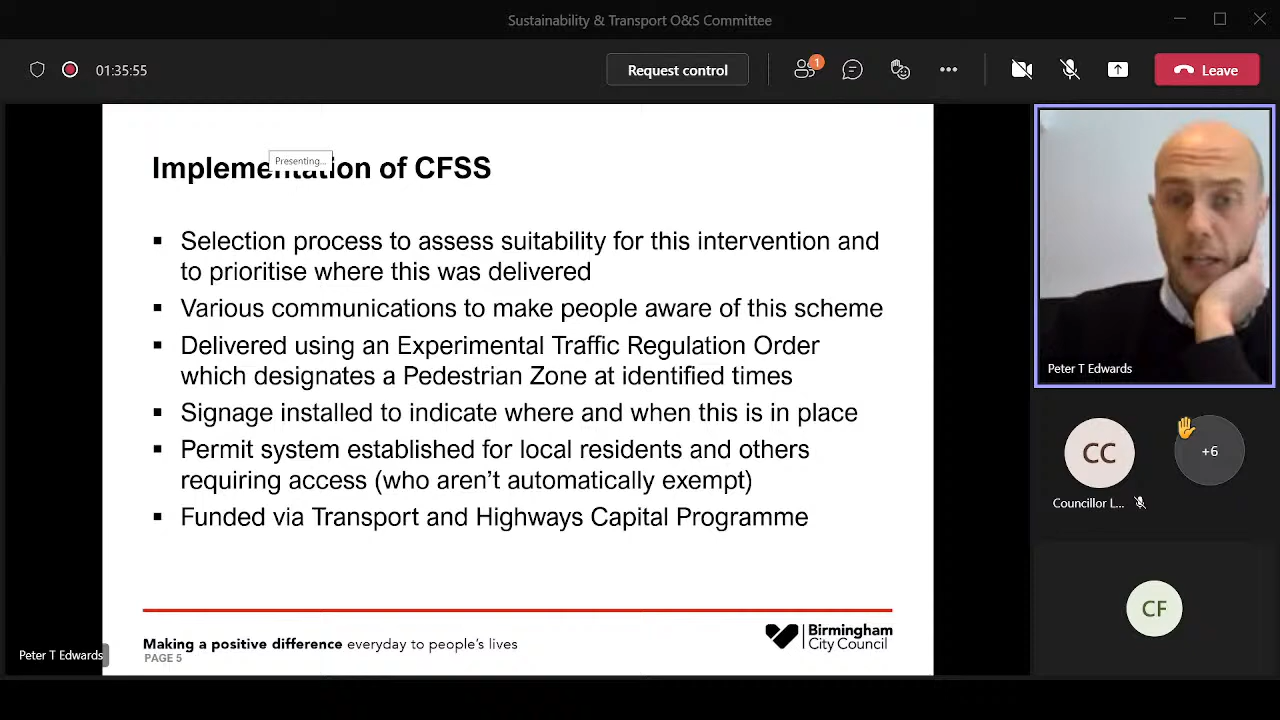 Sustainability & Transport O&S Committee
01:35:55
Request control
1
Leave
Presenting...
Implementation of CFSS
▪ Selection process to assess suitability for this intervention and
to prioritise where this was delivered
▪ Various communications to make people aware of this scheme
▪ Delivered using an Experimental Traffic Regulation Order
which designates a Pedestrian Zone at identified times
▪ Signage installed to indicate where and when this is in place
▪ Permit system established for local residents and others
requiring access (who aren’t automatically exempt)
▪ Funded via Transport and Highways Capital Programme
Making a positive difference everyday to people's lives
PAGE 5
Birmingham
City Council
Peter T Edwards
Peter T Edwards
CC
Councillor L...
+6
CF